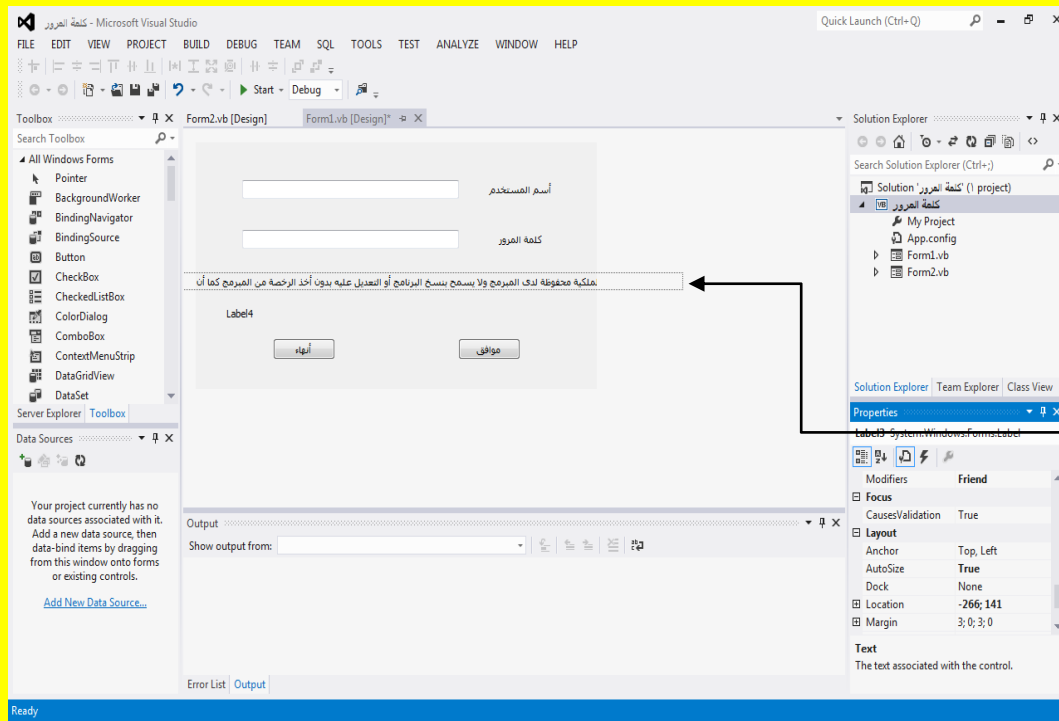 كلمة المرور - Microsoft Visual Studio
Quick Launch (Ctrl+Q)
FILE EDIT VIEW PROJECT BUILD DEBUG TEAM SQL TOOLS TEST ANALYZE WINDOW HELP
Start Debug
Toolbox
Search Toolbox
All Windows Forms
Pointer
BackgroundWorker
BindingNavigator
BindingSource
Button
CheckBox
CheckedListBox
ColorDialog
ComboBox
ContextMenuStrip
DataGridView
DataSet
Server Explorer Toolbox
Data Sources
Your project currently has no
data sources associated with it.
Add a new data source, then
data-bind items by dragging
from this window onto forms
or existing controls.
Add New Data Source...
Form2.vb [Design] Form1.vb [Design]*
أسم المستخدم
كلمة المرور
لملكية محفوظة لدى المبرمج ولا يسمح بنسخ البرنامج أو التعديل عليه بدون أخذ الرخصة من المبرمج كما أن
Label4
موافق
أنهاء
Output
Show output from:
Error List Output
Solution Explorer
Search Solution Explorer (Ctrl+;)
Solution 'كلمة المرور' (\ project)
كلمة المرور
My Project
App.config
Form1.vb
Form2.vb
Solution Explorer Team Explorer Class View
Properties
Label3 System.Windows.Forms.Label
Modifiers Friend
Focus
CausesValidation True
Layout
Anchor Top, Left
AutoSize True
Dock None
Location -266; 141
Margin 3; 0; 3; 0
Text
The text associated with the control.
Ready